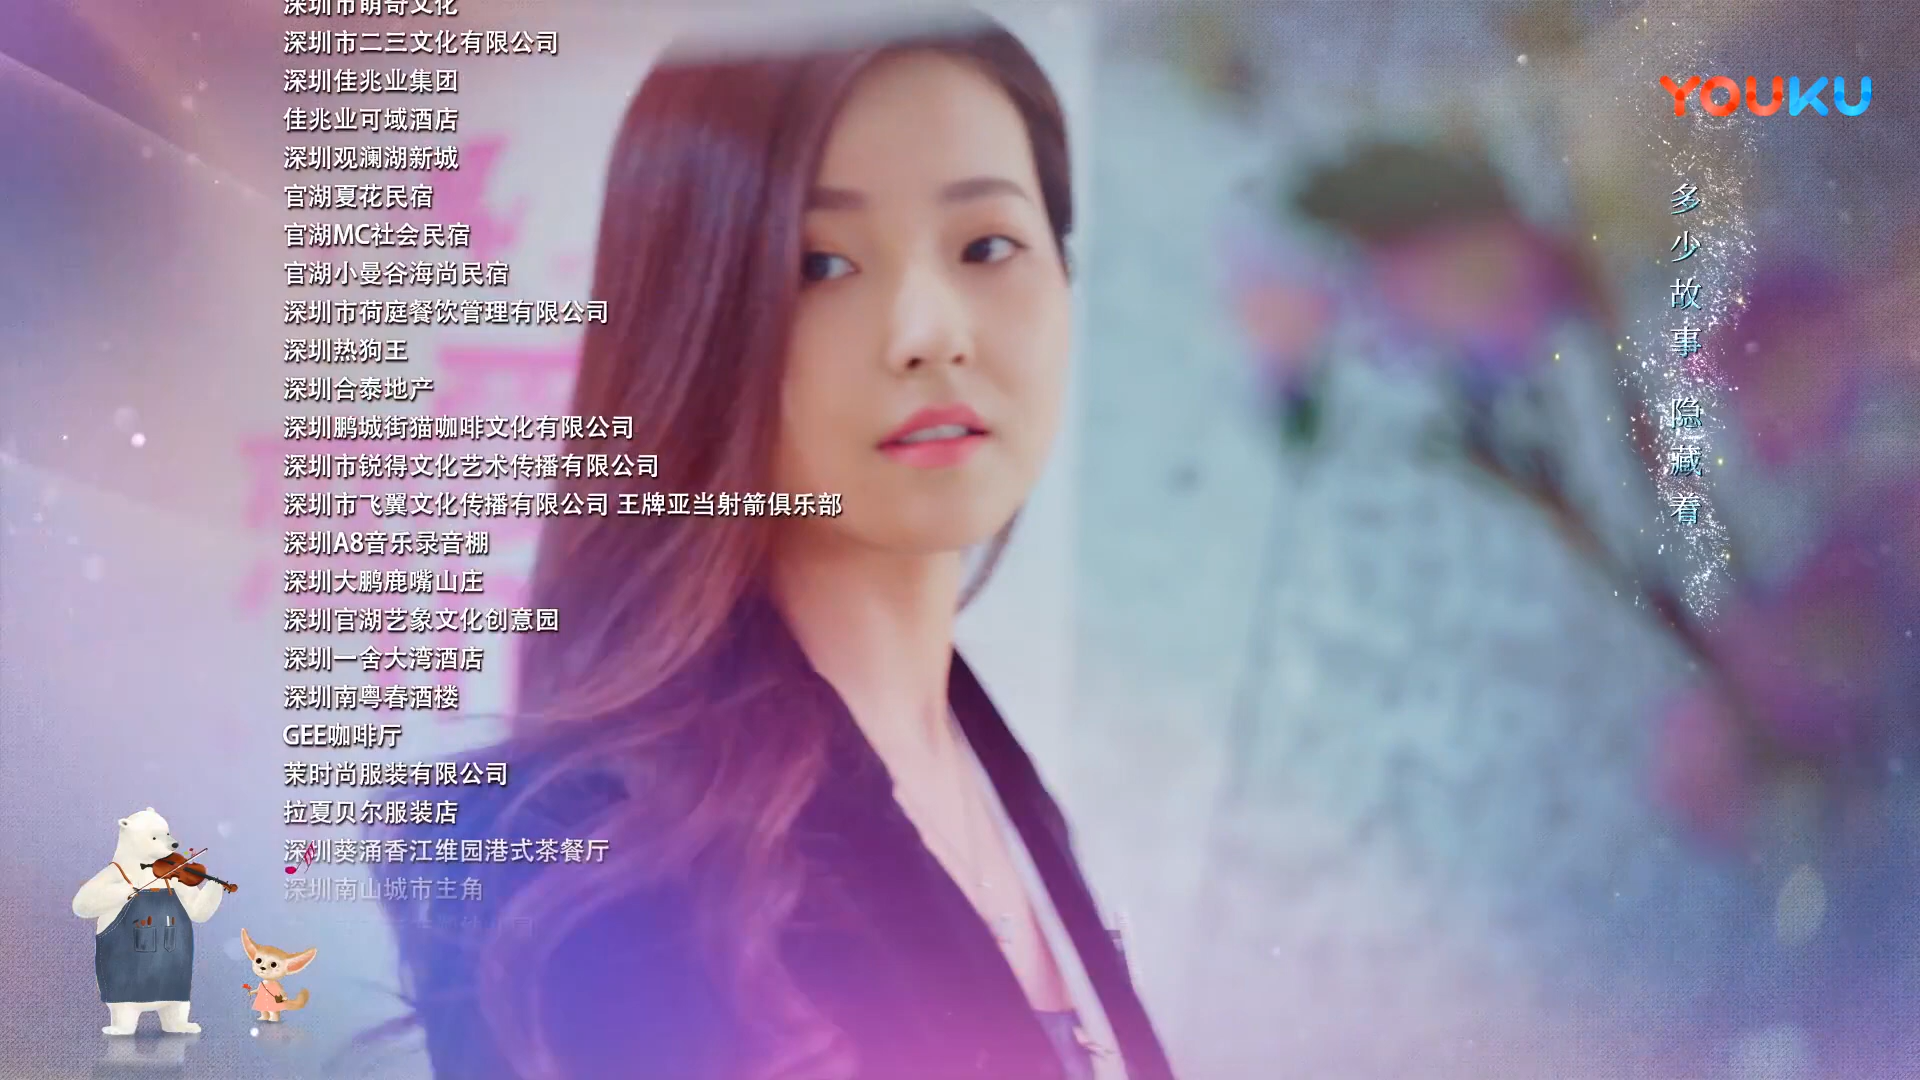 深圳市萌奇文化
深圳市二三文化有限公司
深圳佳兆业集团
佳兆业可域酒店
深圳观澜湖新城
官湖夏花民宿
官湖MC社会民宿
官湖小曼谷海尚民宿
深圳市荷庭餐饮管理有限公司
深圳热狗王
深圳合泰地产
深圳鹏城街猫咖啡文化有限公司
深圳市锐得文化艺术传播有限公司
深圳市飞翼文化传播有限公司 王牌亚当射箭俱乐部
深圳A8音乐录音棚
深圳大鹏鹿嘴山庄
深圳官湖艺象文化创意园
深圳一舍大湾酒店
深圳南粤春酒楼
GEE咖啡厅
茉时尚服装有限公司
拉夏贝尔服装店
深圳葵涌香江维园港式茶餐厅
深圳南山城市主角
YOUKU
多少故事 隐藏着